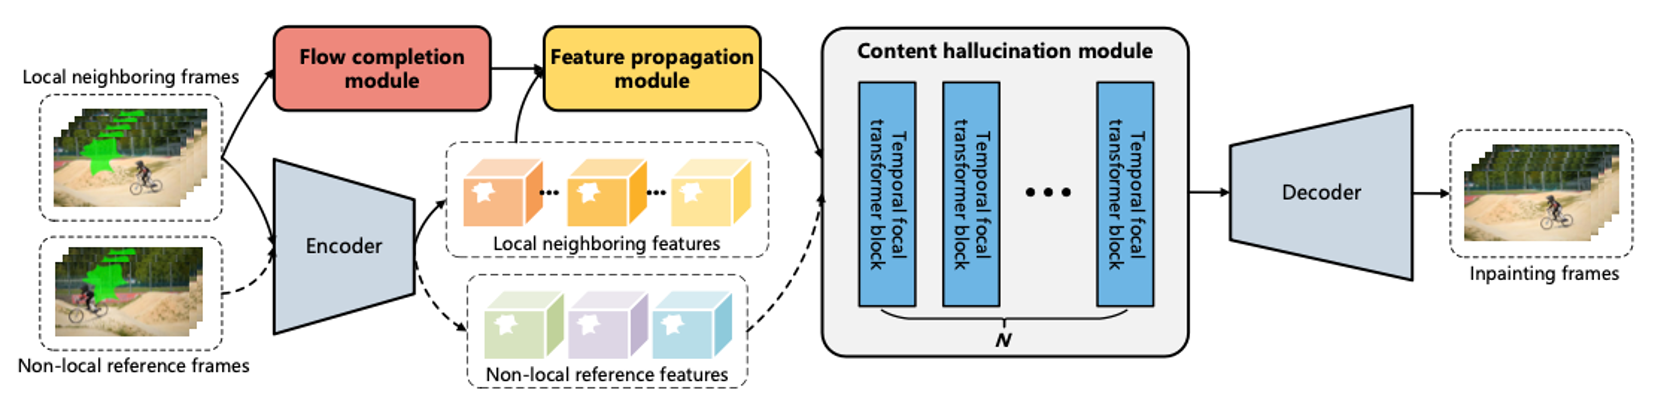 Local neighboring frames
Non-local reference frames
Flow completion
module
Encoder
Feature propagation
module
Local neighboring features
Non-local reference features
Content hallucination module
Temporal focal
transformer block
Temporal focal
transformer block
Temporal focal
transformer block
N
Decoder
Inpainting frames